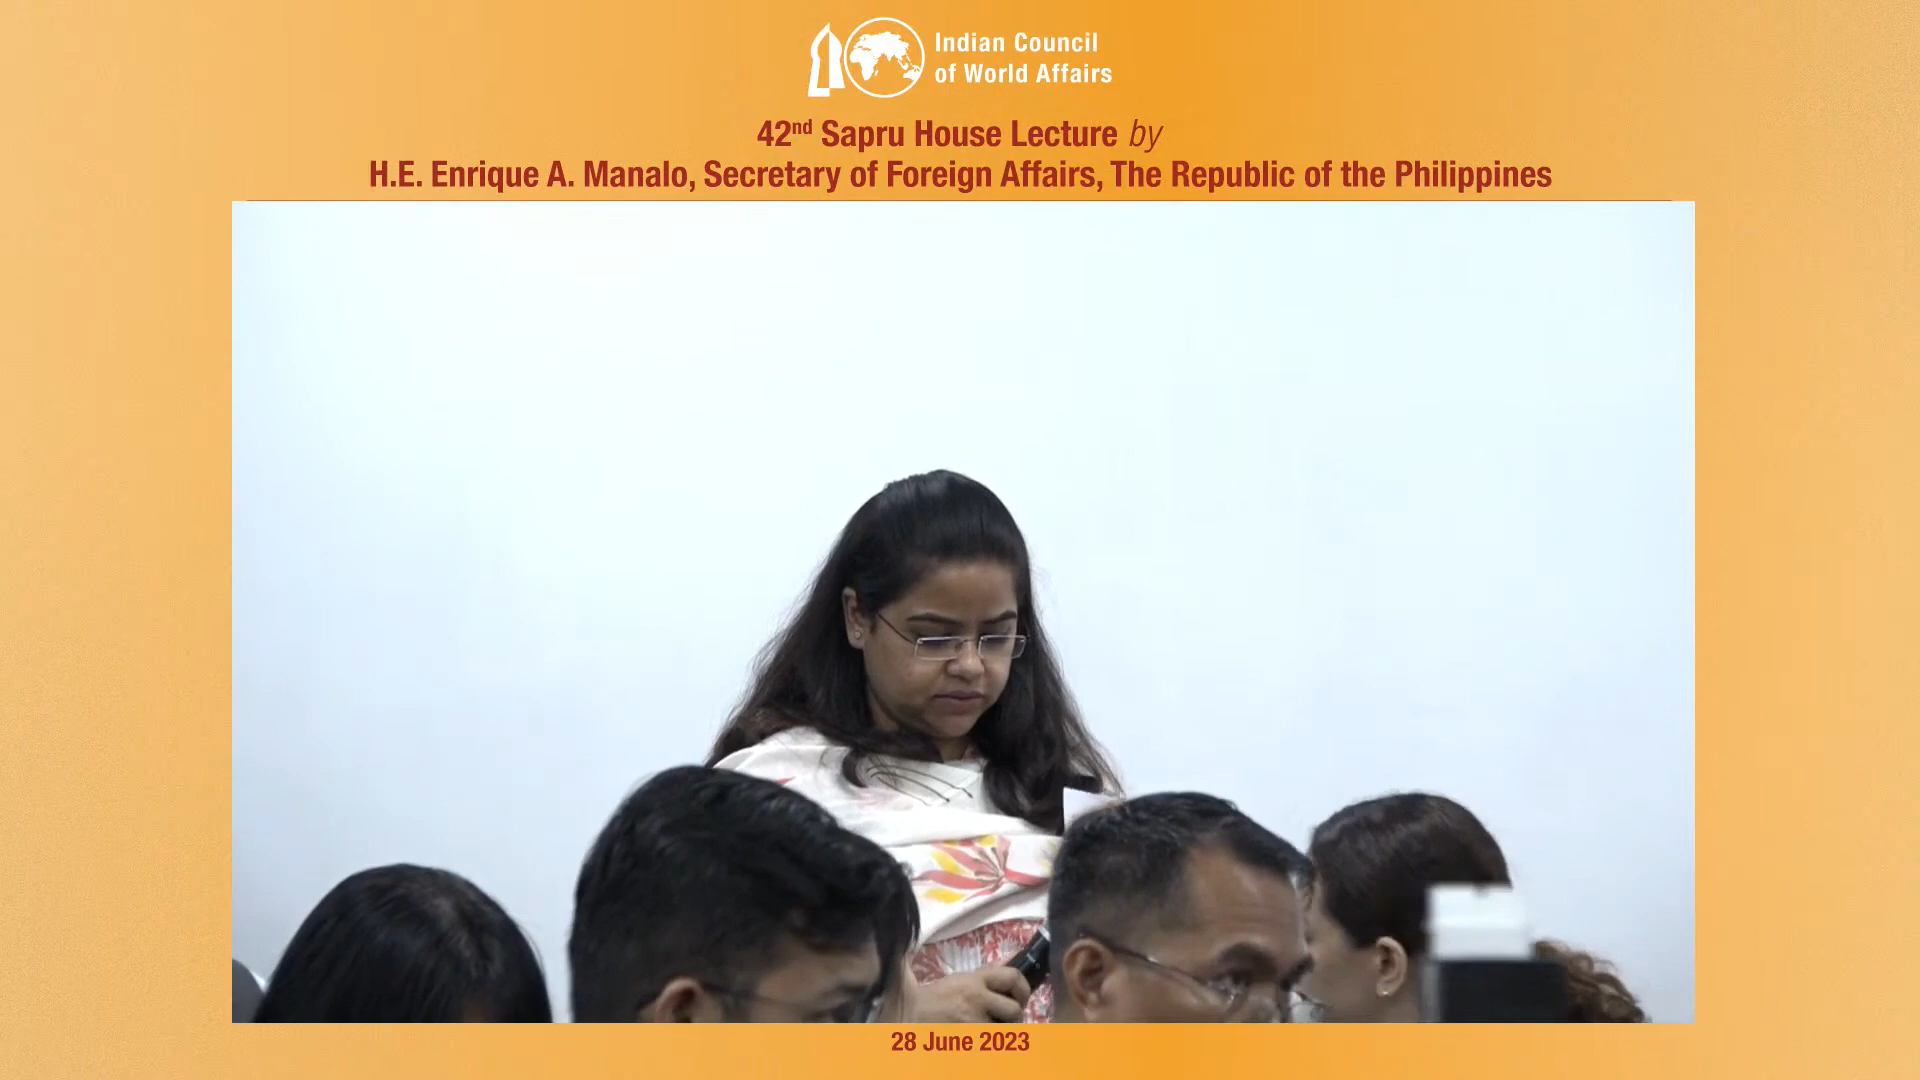 Indian Council
of World Affairs
42nd Sapru House Lecture by
H.E. Enrique A. Manalo, Secretary of Foreign Affairs, The Republic of the Philippines
28 June 2023